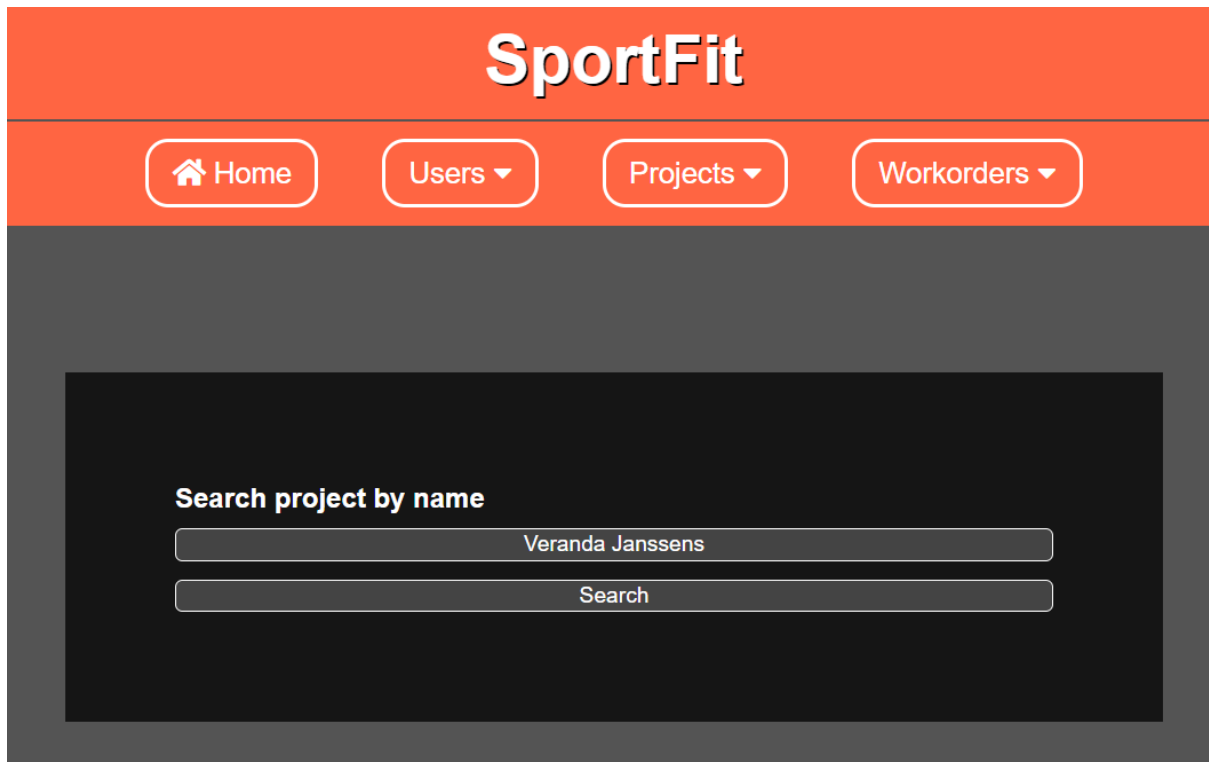 SportFit
Home Users Projects Workorders
Search project by name
Veranda Janssens
Search